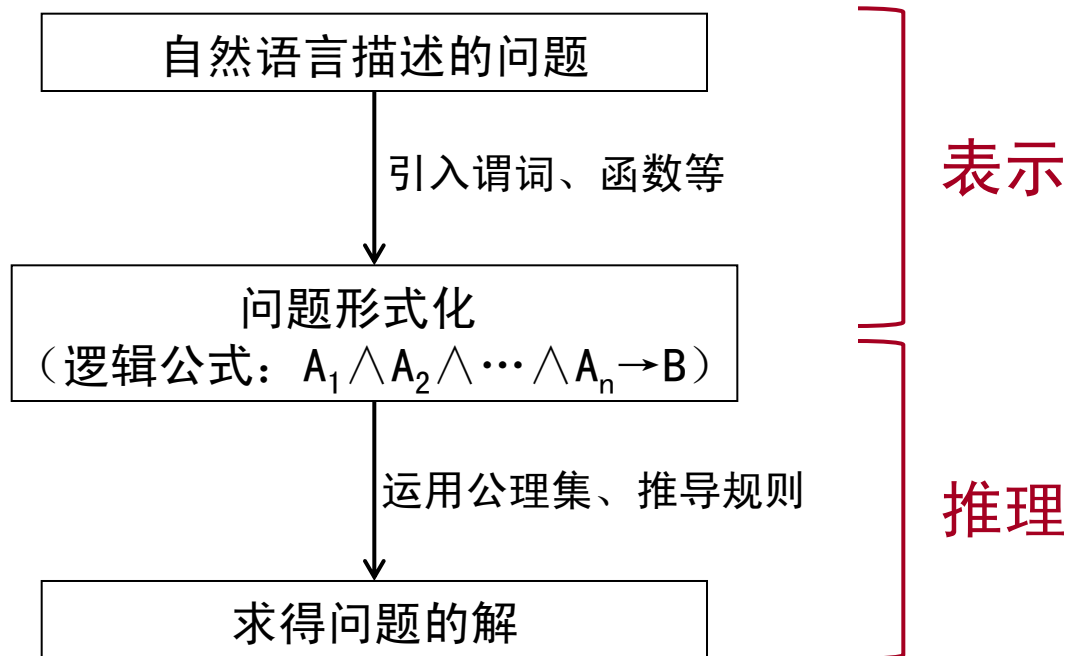 自然语言描述的问题
引入谓词、函数等
表示
问题形式化
（逻辑公式：A₁∧A₂∧…∧Aₙ→B）
运用公理集、推导规则
推理
求得问题的解